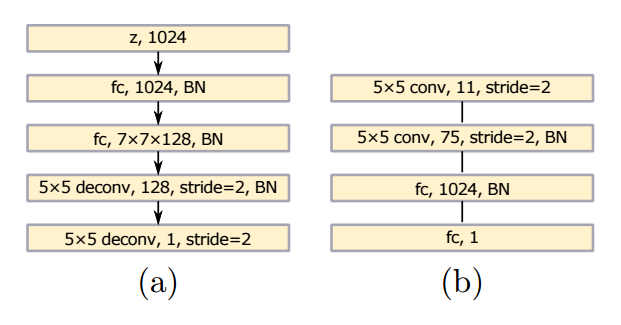 z, 1024
fc, 1024, BN
fc, 7×7×128, BN
5×5 deconv, 128, stride=2, BN
5×5 deconv, 1, stride=2
(a)
5×5 conv, 11, stride=2
5×5 conv, 75, stride=2, BN
fc, 1024, BN
fc, 1
(b)